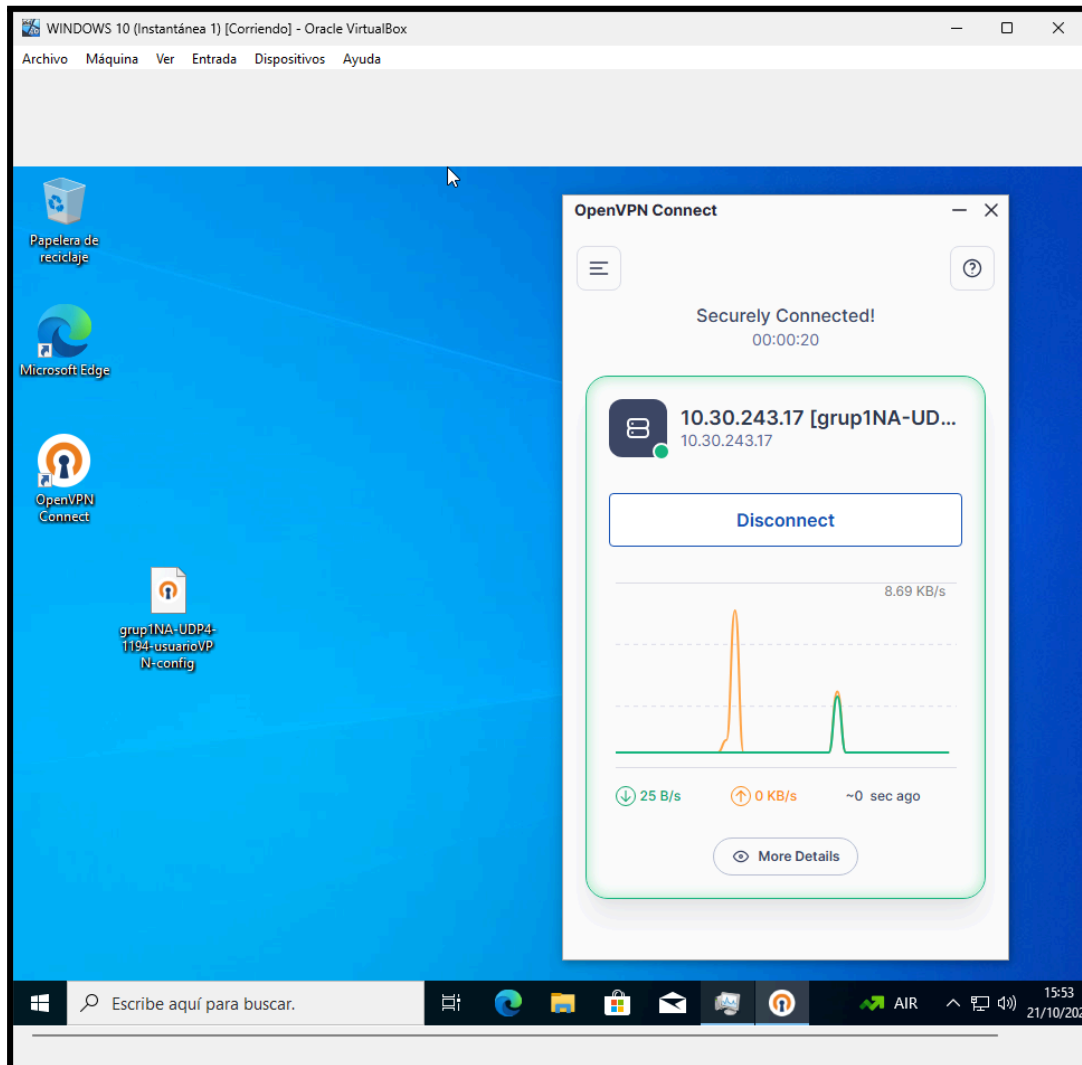 WINDOWS 10 (Instantánea 1) [Corriendo] - Oracle VirtualBox
Archivo Máquina Ver Entrada Dispositivos Ayuda
Papelera de
reciclaje
Microsoft Edge
OpenVPN
Connect
grup1NA-UDP4-
1194-usuarioVP
N-config
OpenVPN Connect
Securely Connected!
00:00:20
10.30.243.17 [grup1NA-UD...
10.30.243.17
Disconnect
8.69 KB/s
25 B/s 0 KB/s ~0 sec ago
More Details
Escribe aquí para buscar.
AIR
15:53
21/10/202